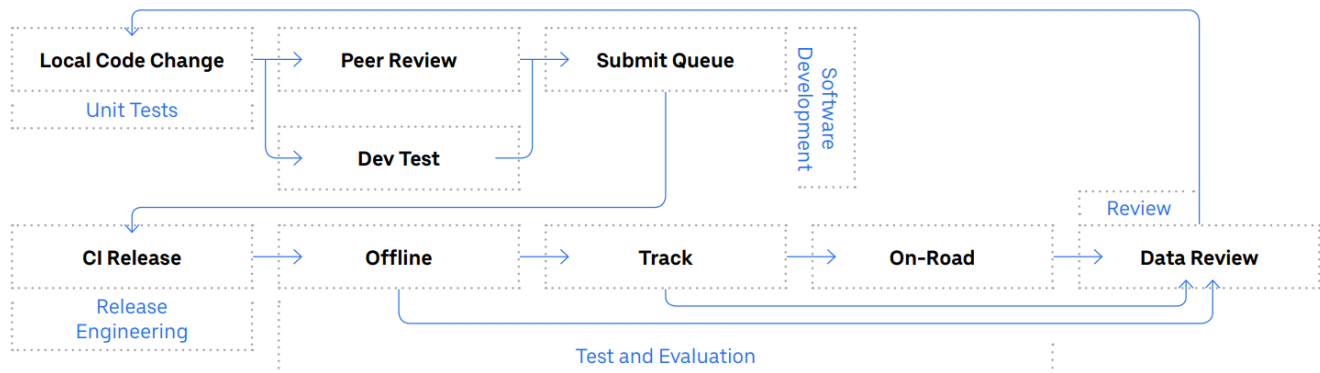 Local Code Change
Peer Review
Submit Queue
Software
Development
Unit Tests
Dev Test
Review
CI Release
Offline
Track
On-Road
Data Review
Release
Engineering
Test and Evaluation